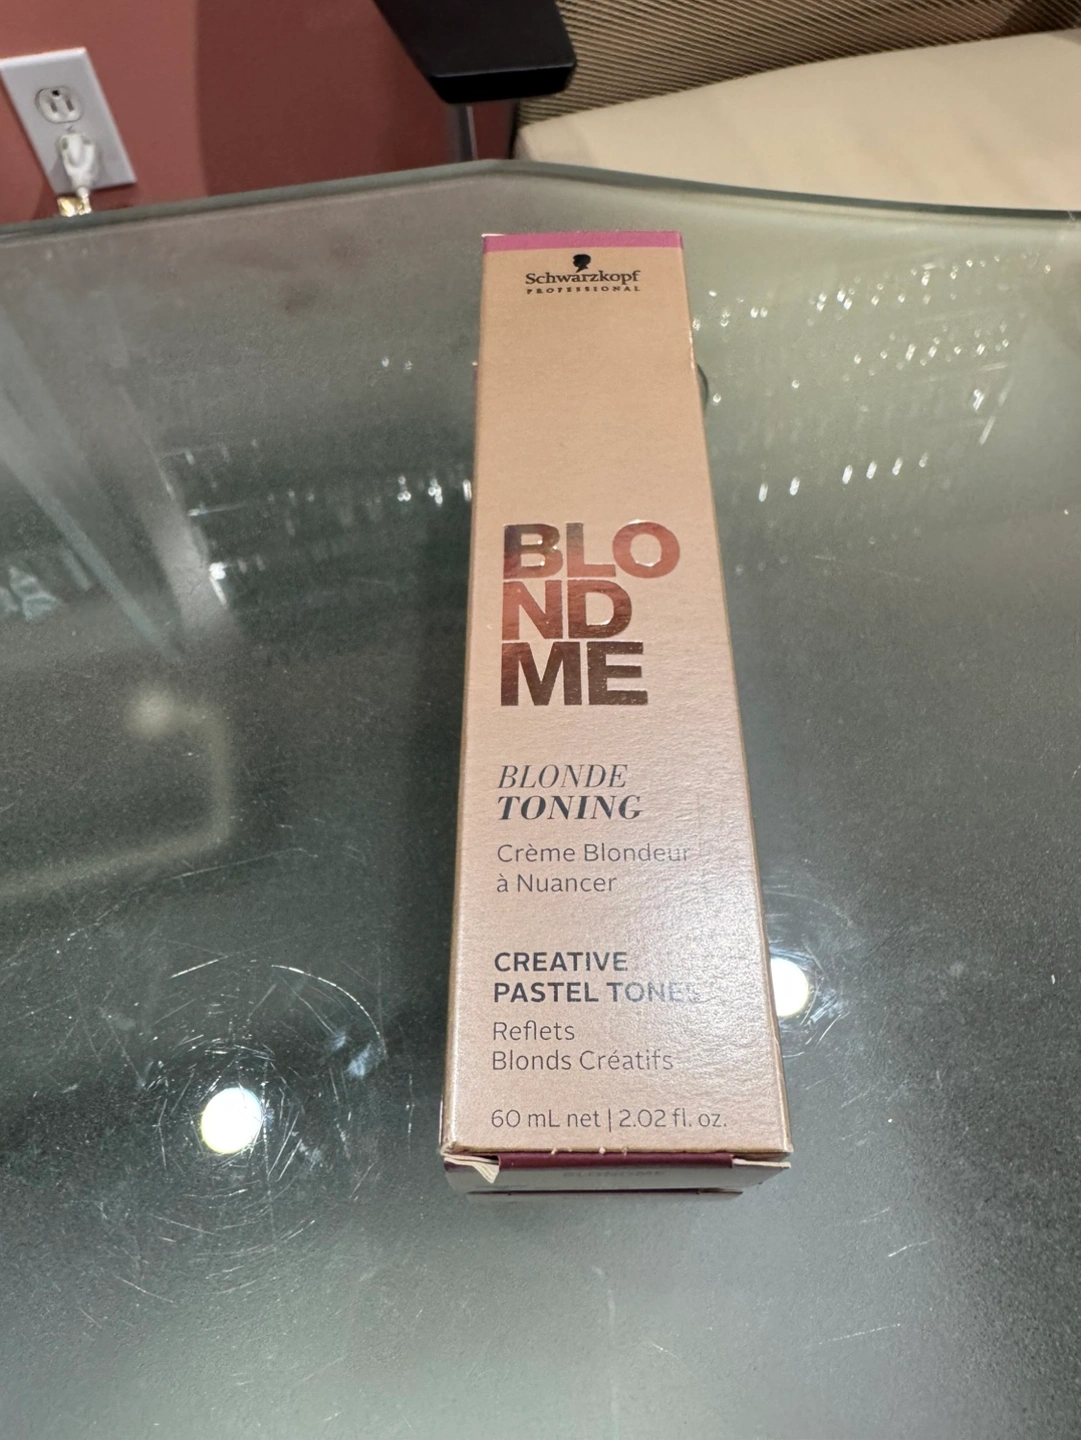 Schwarzkopf
PROFESSIONAL
BLO
ND
ME
BLONDE
TONING
Crème Blondeur
à Nuancer
CREATIVE
PASTEL TONES
Reflets
Blonds Créatifs
60 mL net | 2.02 fl. oz.
BLONDME